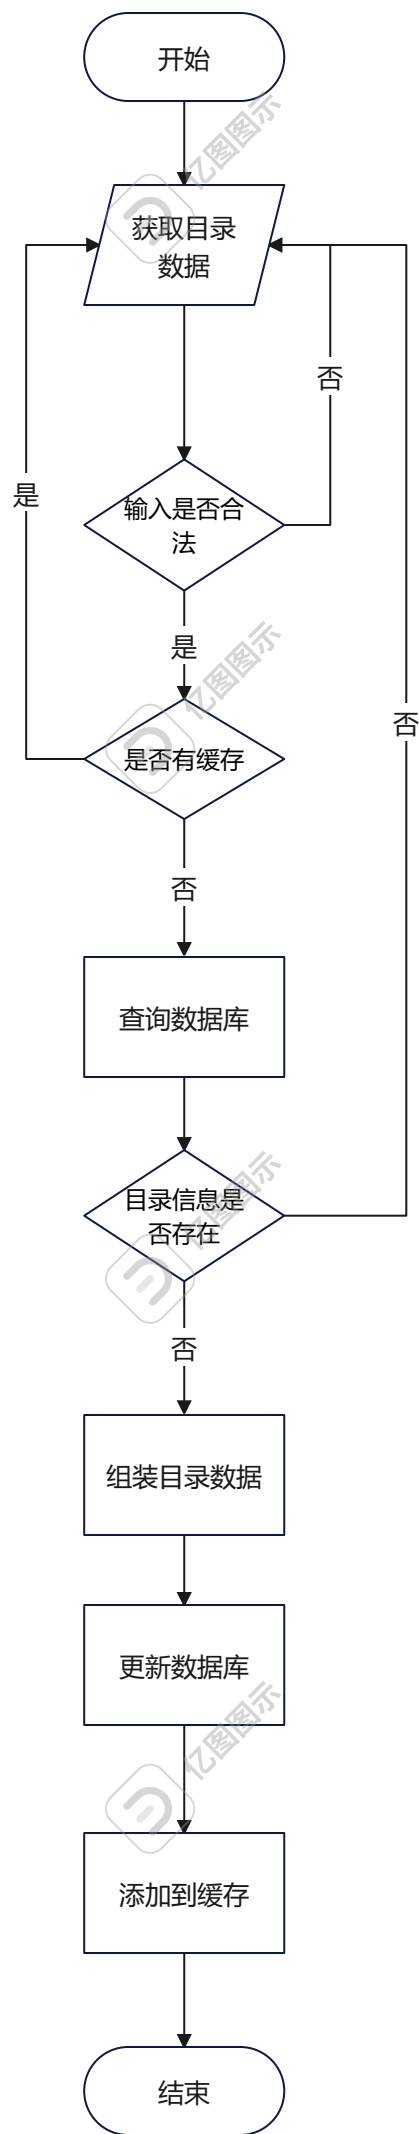 开始
亿图图示
获取目录
数据
否
是
输入是否合
法
是
亿图图示
否
是否有缓存
否
查询数据库
亿图图示
目录信息是
否存在
否
组装目录数据
更新数据库
亿图图示
添加到缓存
结束